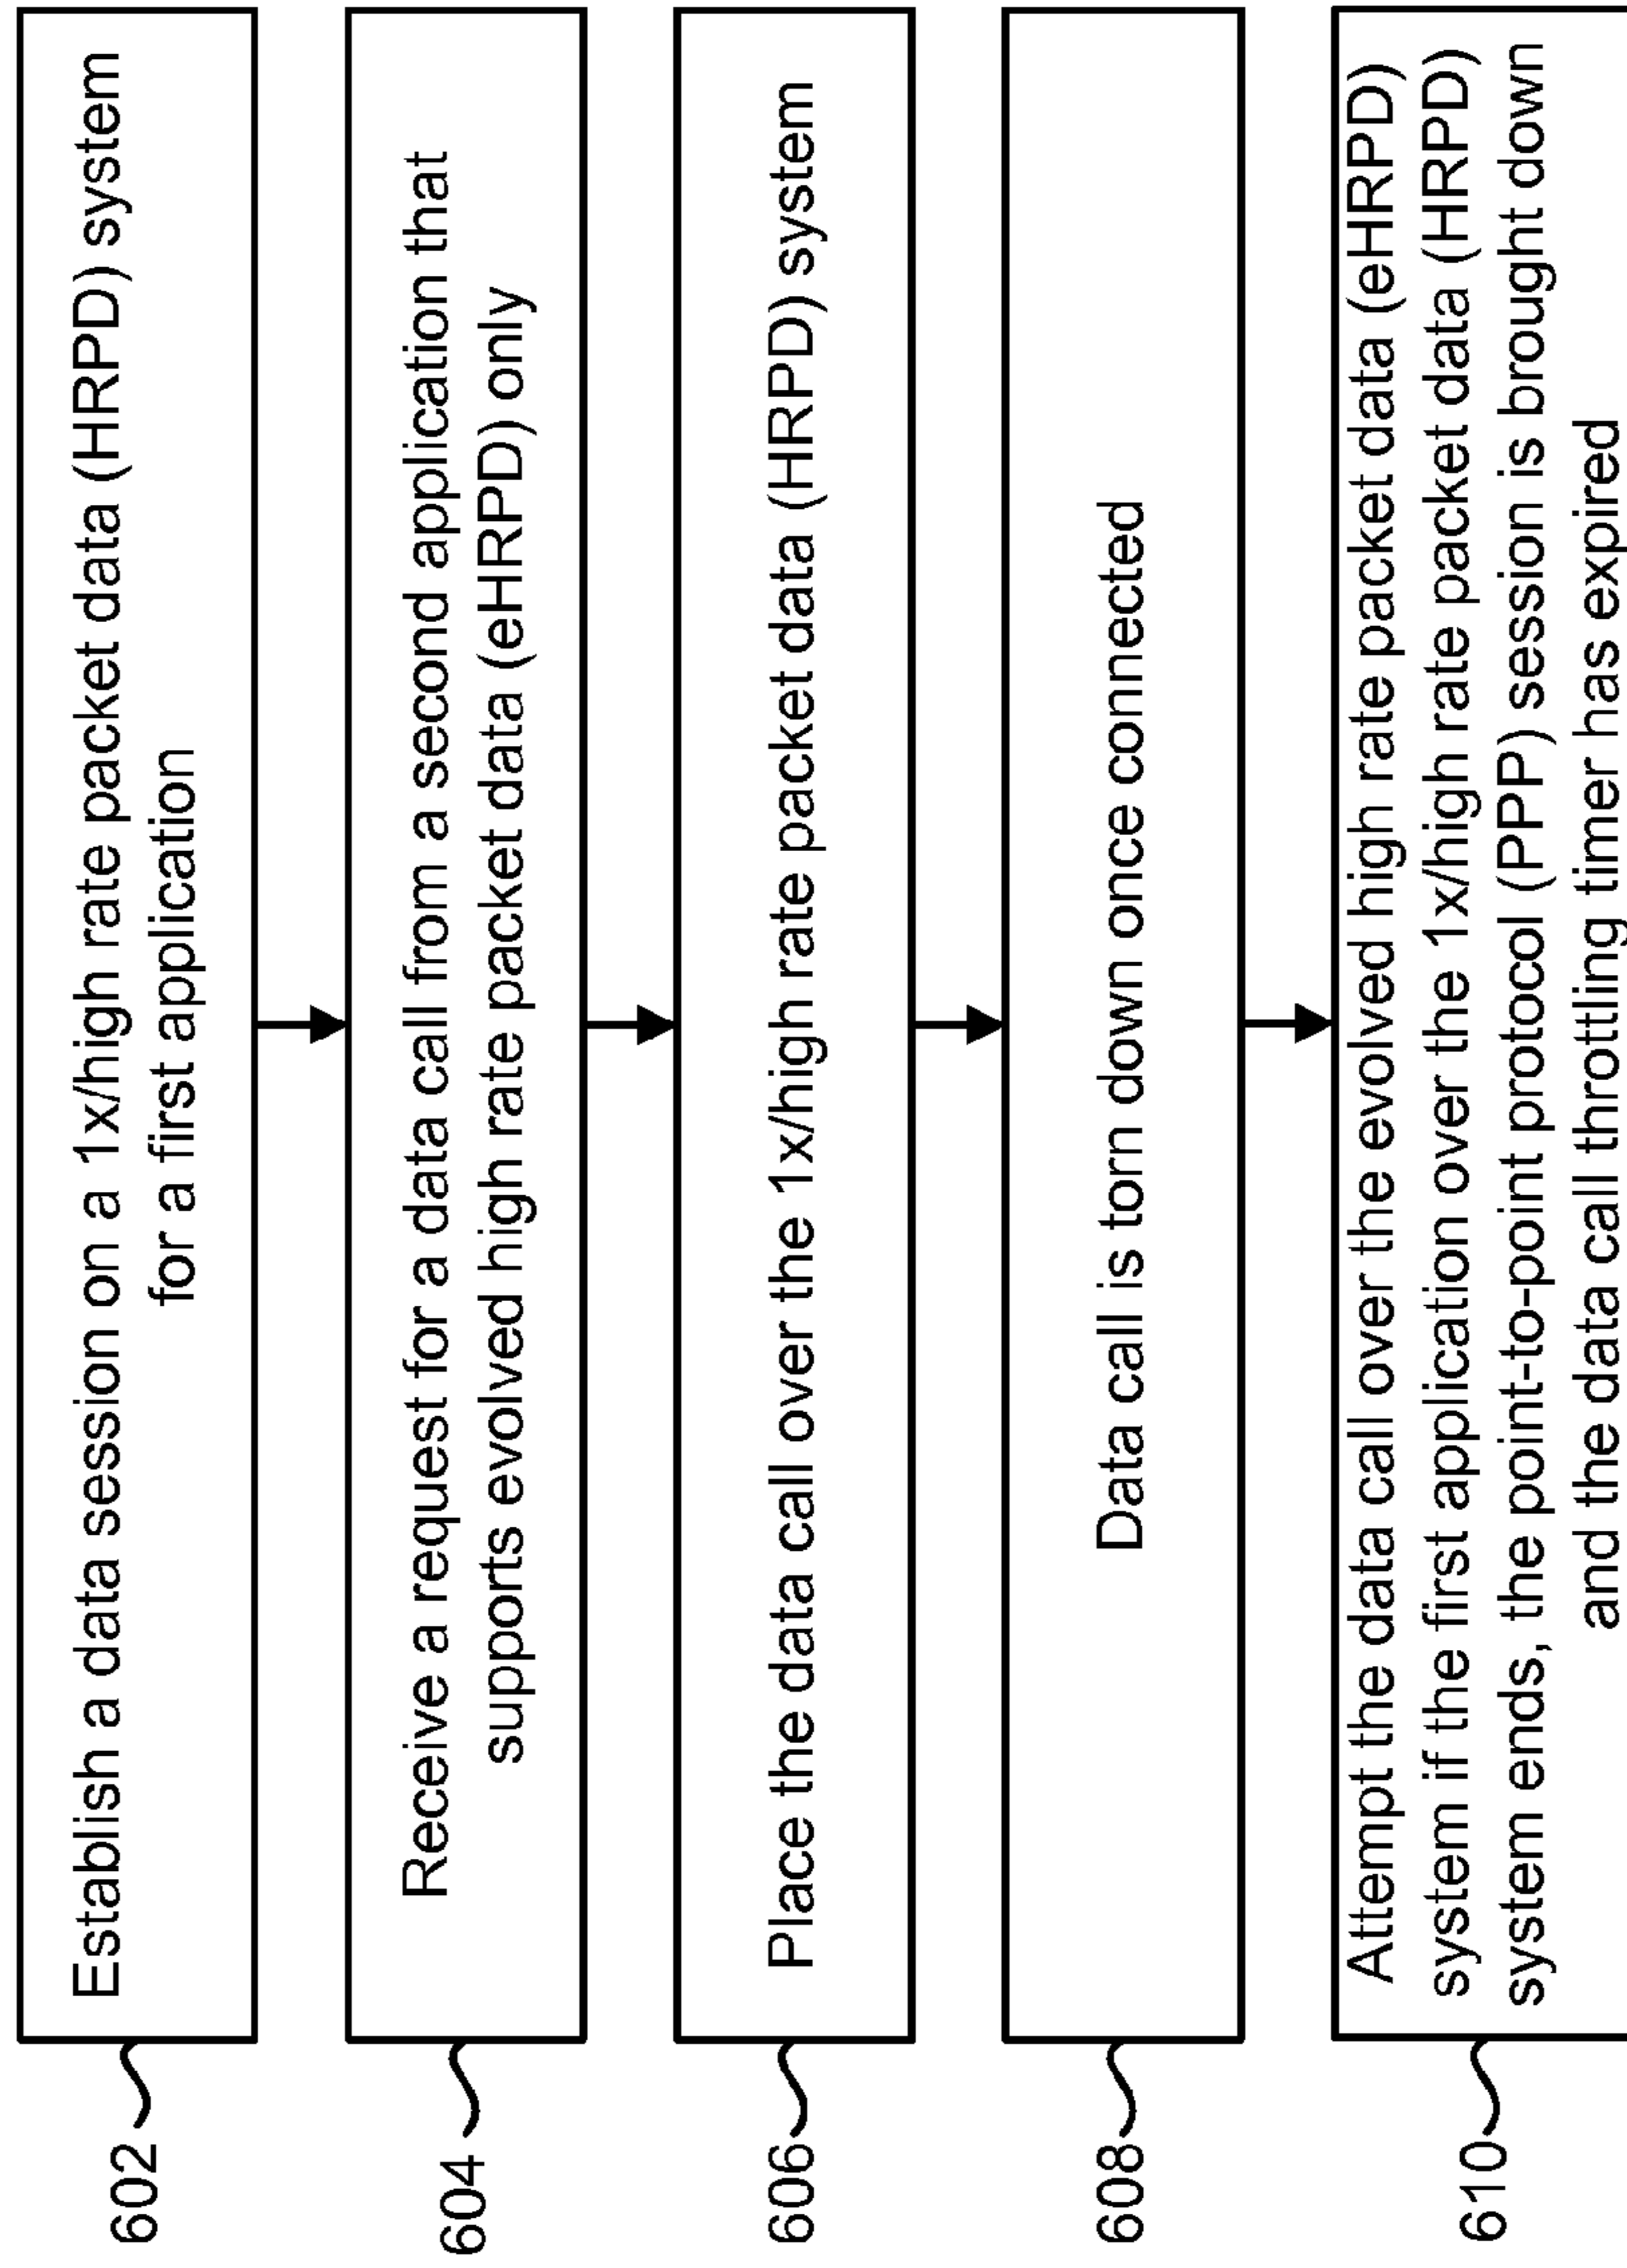 602
Establish a data session on a 1x/high rate packet data (HRPD) system
for a first application
604
Receive a request for a data call from a second application that
supports evolved high rate packet data (eHRPD) only
606
Place the data call over the 1x/high rate packet data (HRPD) system
608
Data call is torn down once connected
610
Attempt the data call over the evolved high rate packet data (eHRPD)
system if the first application over the 1x/high rate packet data (HRPD)
system ends, the point-to-point protocol (PPP) session is brought down
and the data call throttling timer has expired